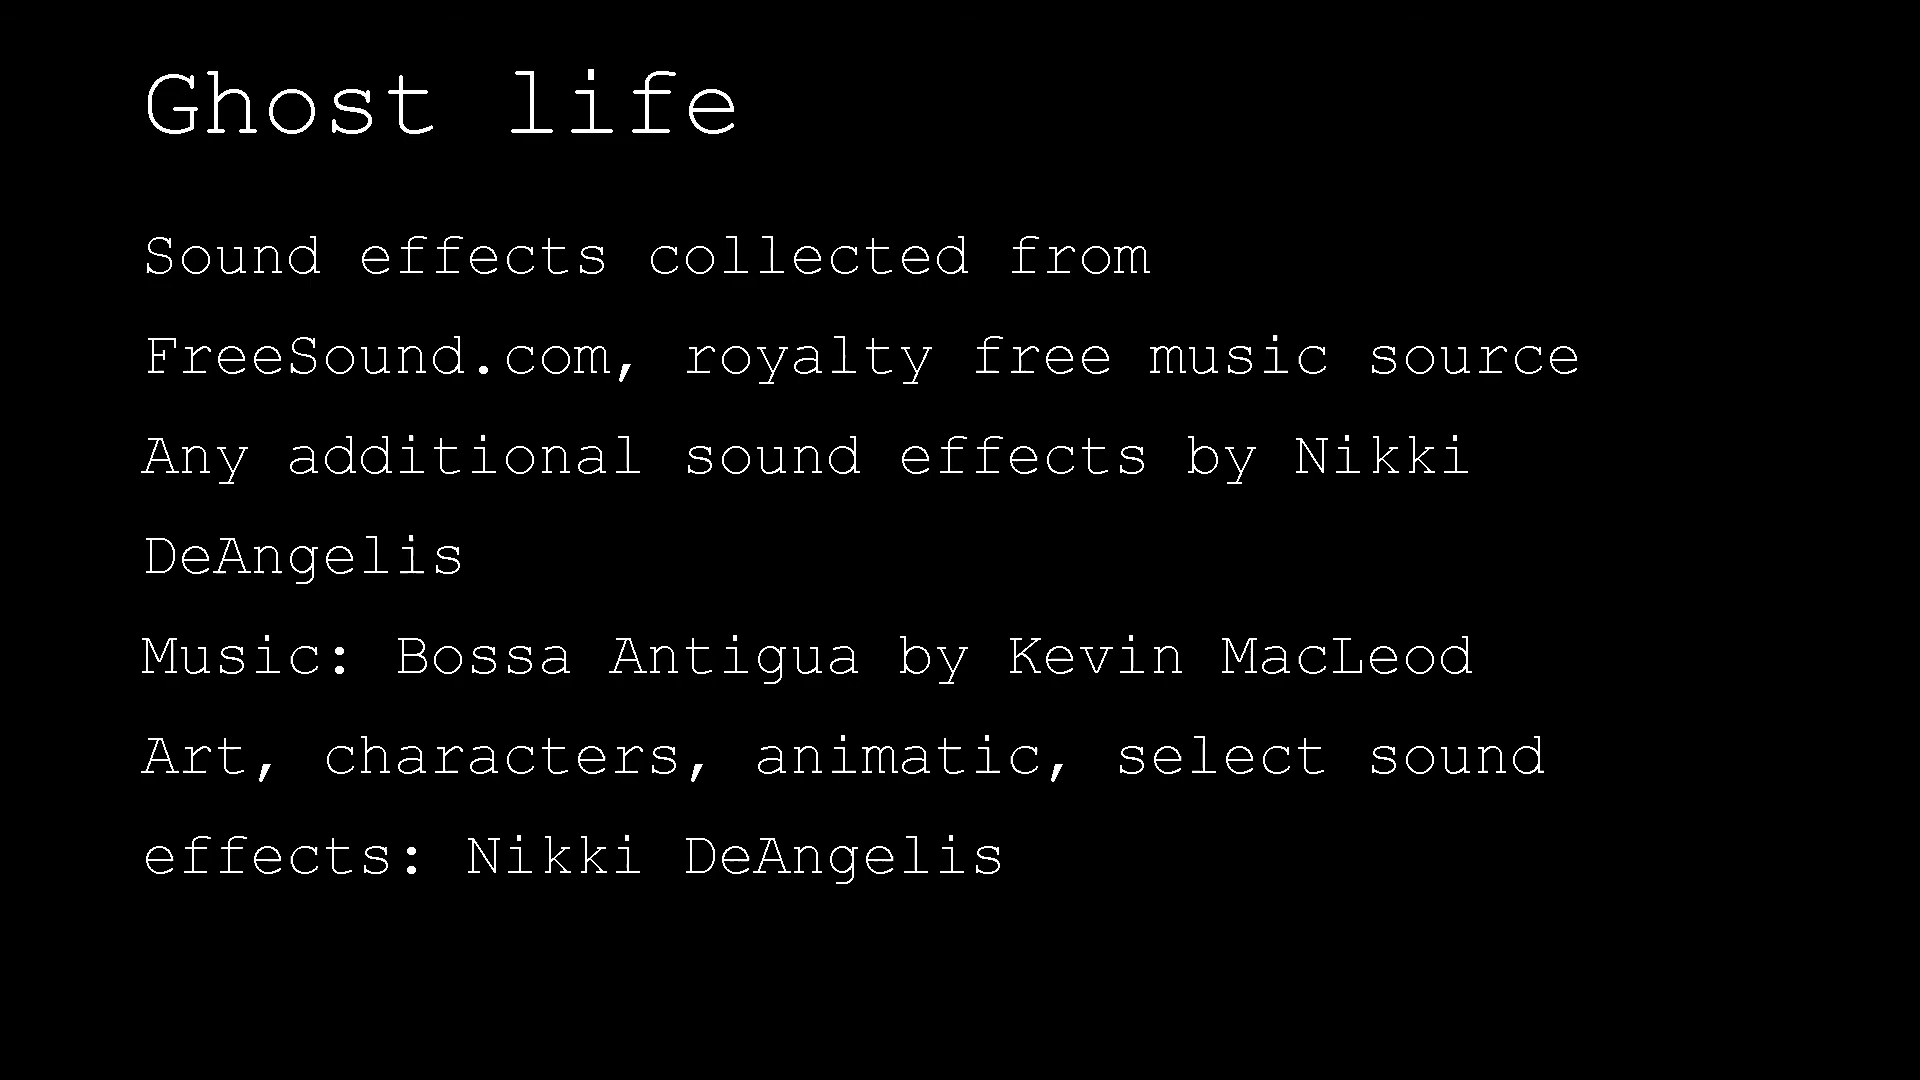 Ghost life
Sound effects collected from
FreeSound.com, royalty free music source
Any additional sound effects by Nikki
DeAngelis
Music: Bossa Antigua by Kevin MacLeod
Art, characters, animatic, select sound
effects: Nikki DeAngelis